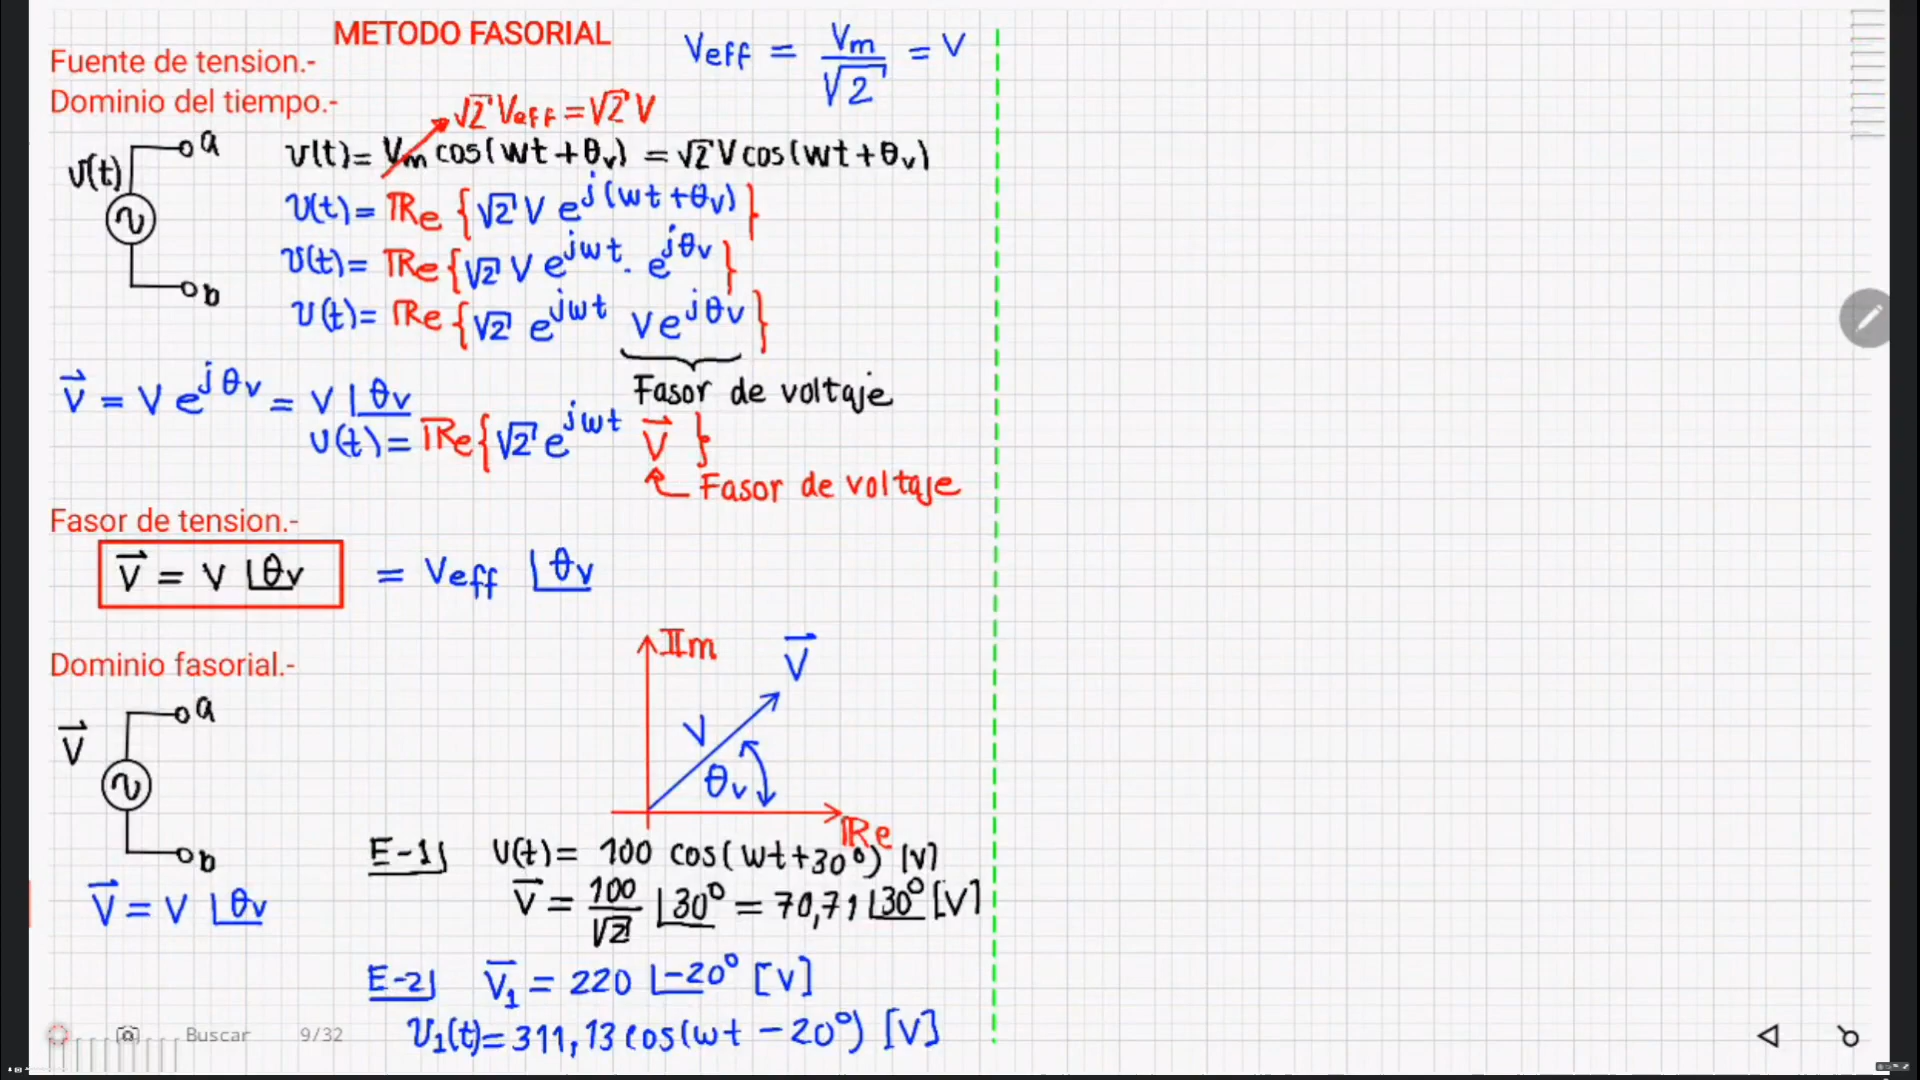 METODO FASORIAL
Veff = Vm/√2 = V
Fuente de tension.-
Dominio del tiempo.-
√2 Veff = √2 V
a
v(t)
b
v(t) = Vm cos(wt + θv) = √2 V cos(wt + θv)
v(t) = Re {√2 V e^j(wt + θv)}
v(t) = Re {√2 V e^jwt · e^jθv}
v(t) = Re {√2 e^jwt V e^jθv}
Fasor de voltaje
V⃗ = V e^jθv = V ∠θv
v(t) = Re {√2 e^jwt V⃗ }
Fasor de voltaje
Fasor de tension.-
V⃗ = V ∠θv = Veff ∠θv
Dominio fasorial.-
a
V⃗
b
V⃗ = V ∠θv
IIm
V⃗
V
θv
Re
E-1 v(t) = 100 cos(wt + 30°) [V]
V⃗ = 100/√2 ∠30° = 70,71 ∠30° [V]
E-2 V⃗1 = 220 ∠-20° [V]
v1(t) = 311,13 cos(wt - 20°) [V]
Buscar 9/32